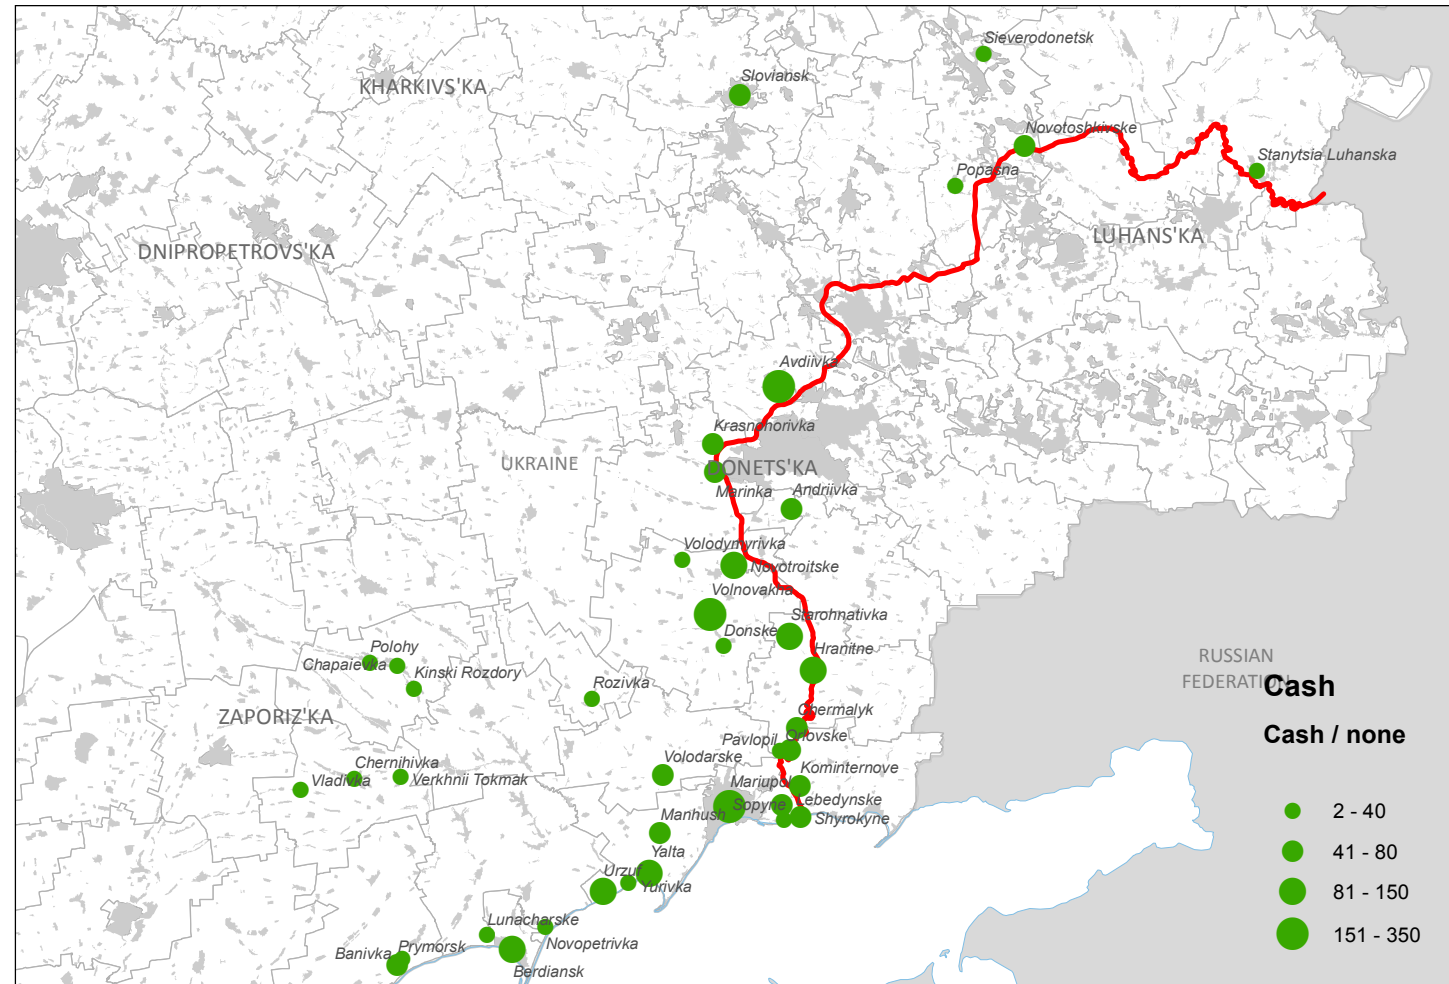 Sieverodonetsk
KHARKIVS'KA
Sloviansk
Novotoshkivske
Stanytsia Luhanska
Popasna
LUHANS'KA
DNIPROPETROVS'KA
Avdiivka
Krasnohorivka
UKRAINE
DONETS'KA
Marinka
Andriivka
Volodymyrivka
Novotroitske
Volnovakha
Starohnativka
Donske
Hranitne
Polohy
Chapaievka
Kinski Rozdory
Rozivka
RUSSIAN
FEDERATION
Cash
ZAPORIZ'KA
Chermalyk
Orlovske
Pavlopil
Cash / none
Chernihivka
Vladivka
Verkhnii Tokmak
Volodarske
Kominternove
Mariupol
Lebedynske
Sopyne
Manhush
Shyrokyne
2 - 40
41 - 80
81 - 150
151 - 350
Yalta
Urzuf
Yurivka
Lunacharske
Novopetrivka
Prymorsk
Banivka
Berdiansk